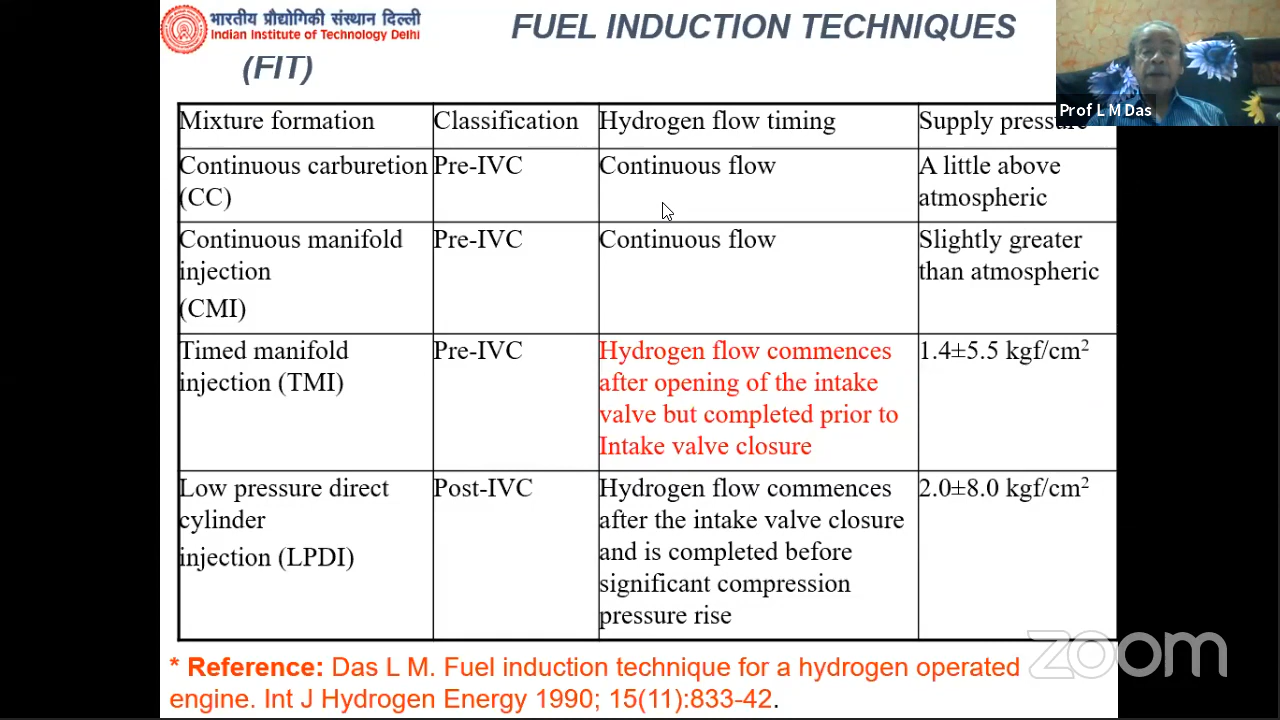 भारतीय प्रौद्योगिकी संस्थान दिल्ली
Indian Institute of Technology Delhi
FUEL INDUCTION TECHNIQUES
(FIT)
Prof L M Das
Mixture formation Classification Hydrogen flow timing Supply pressure
Continuous carburetion Pre-IVC Continuous flow A little above
(CC) atmospheric
Continuous manifold Pre-IVC Continuous flow Slightly greater
injection than atmospheric
(CMI)
Timed manifold Pre-IVC Hydrogen flow commences 1.4±5.5 kgf/cm²
injection (TMI) after opening of the intake
valve but completed prior to
Intake valve closure
Low pressure direct Post-IVC Hydrogen flow commences 2.0±8.0 kgf/cm²
cylinder after the intake valve closure
injection (LPDI) and is completed before
significant compression
pressure rise
zoom
* Reference: Das L M. Fuel induction technique for a hydrogen operated
engine. Int J Hydrogen Energy 1990; 15(11):833-42.